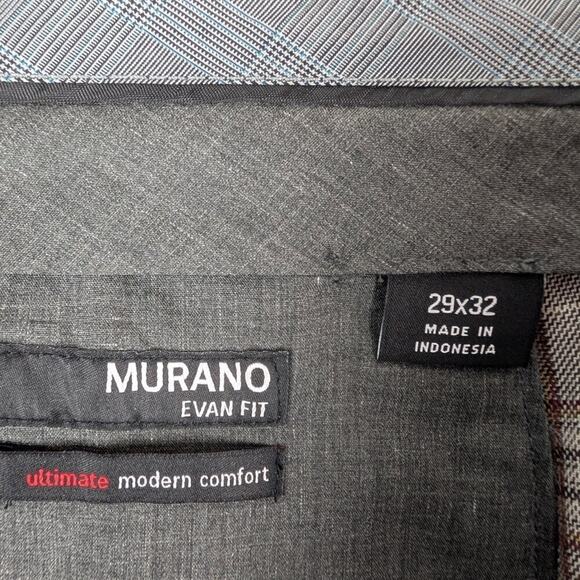 29x32
MADE IN
INDONESIA
MURANO
EVAN FIT
ultimate modern comfort